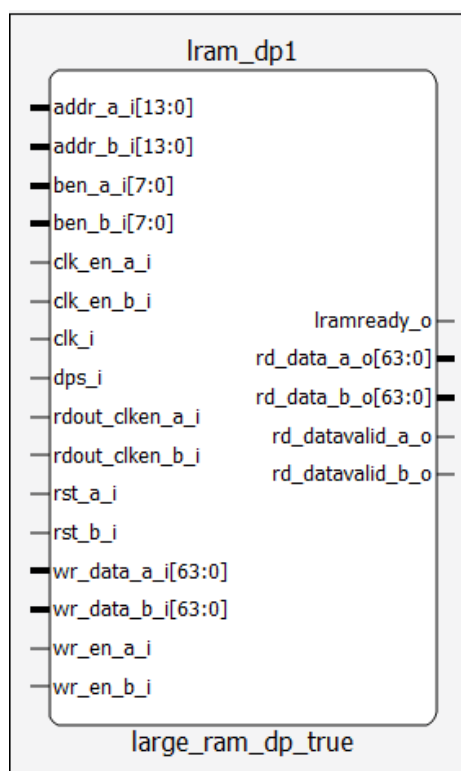 lram_dp1
addr_a_i[13:0]
addr_b_i[13:0]
ben_a_i[7:0]
ben_b_i[7:0]
clk_en_a_i
clk_en_b_i
clk_i
dps_i
rdout_clken_a_i
rdout_clken_b_i
rst_a_i
rst_b_i
wr_data_a_i[63:0]
wr_data_b_i[63:0]
wr_en_a_i
wr_en_b_i
lramready_o
rd_data_a_o[63:0]
rd_data_b_o[63:0]
rd_datavalid_a_o
rd_datavalid_b_o
large_ram_dp_true